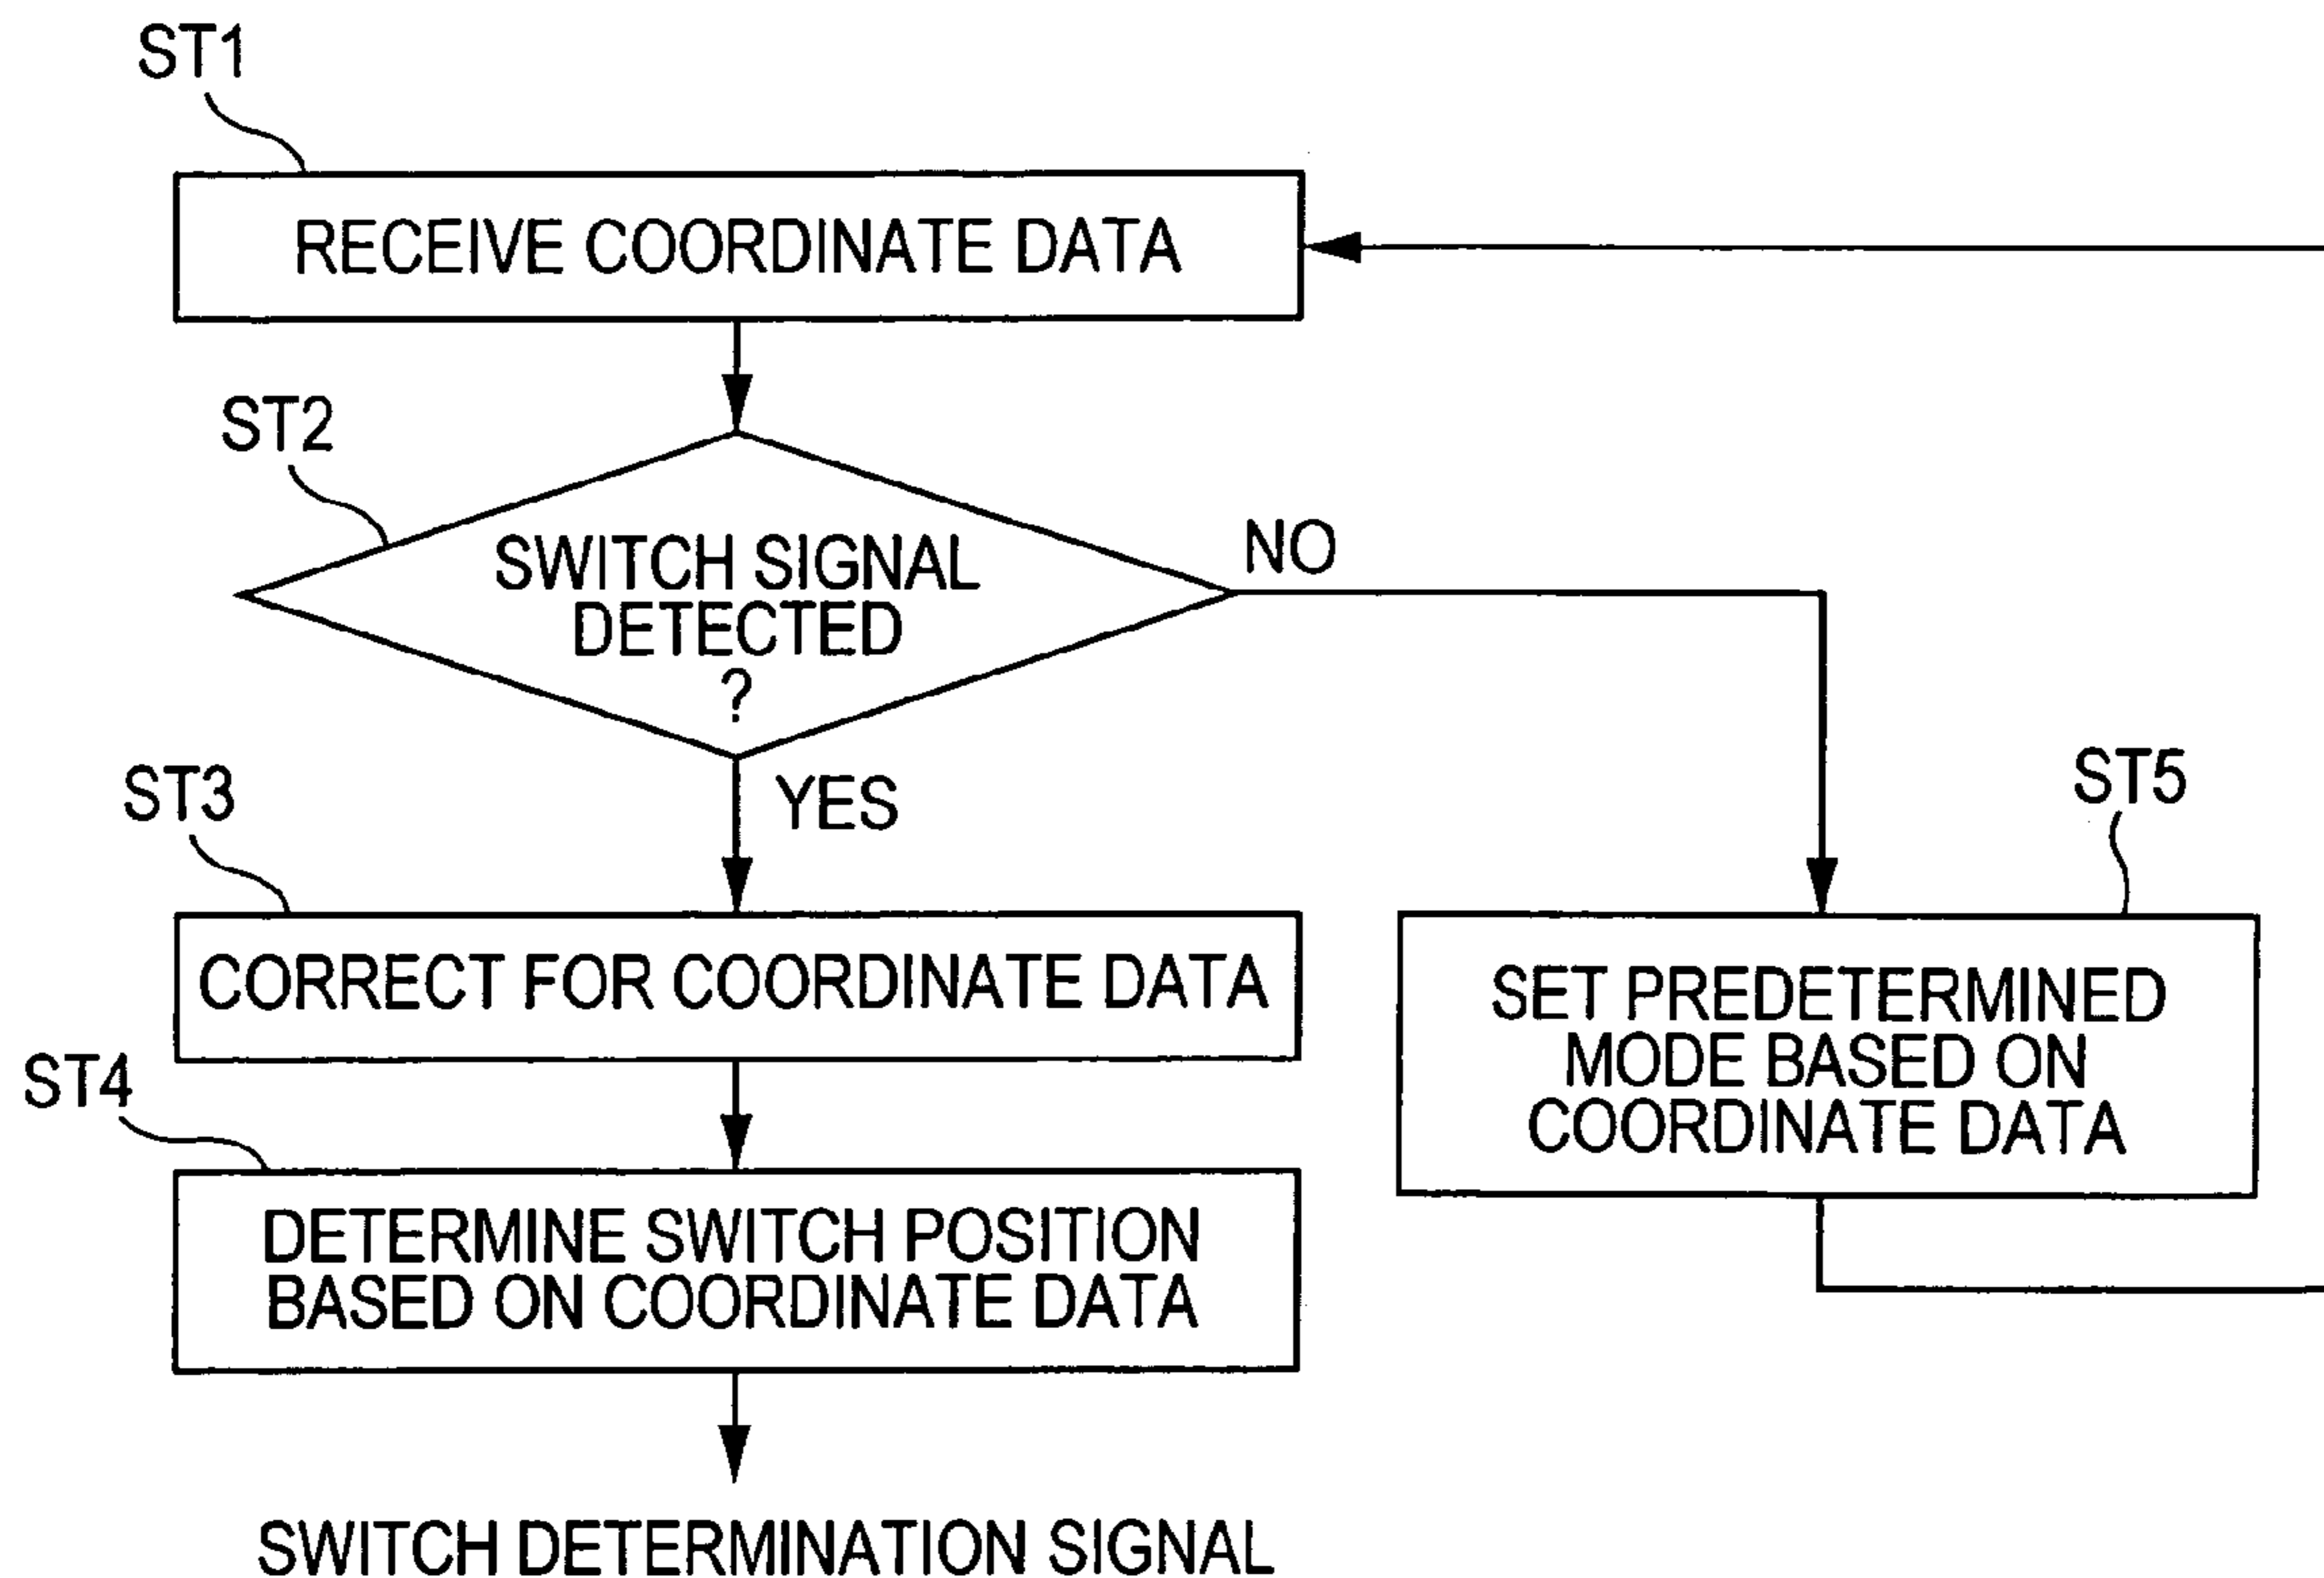 ST1
RECEIVE COORDINATE DATA
ST2
SWITCH SIGNAL
DETECTED
?
NO
YES
ST3
CORRECT FOR COORDINATE DATA
ST4
DETERMINE SWITCH POSITION
BASED ON COORDINATE DATA
ST5
SET PREDETERMINED
MODE BASED ON
COORDINATE DATA
SWITCH DETERMINATION SIGNAL